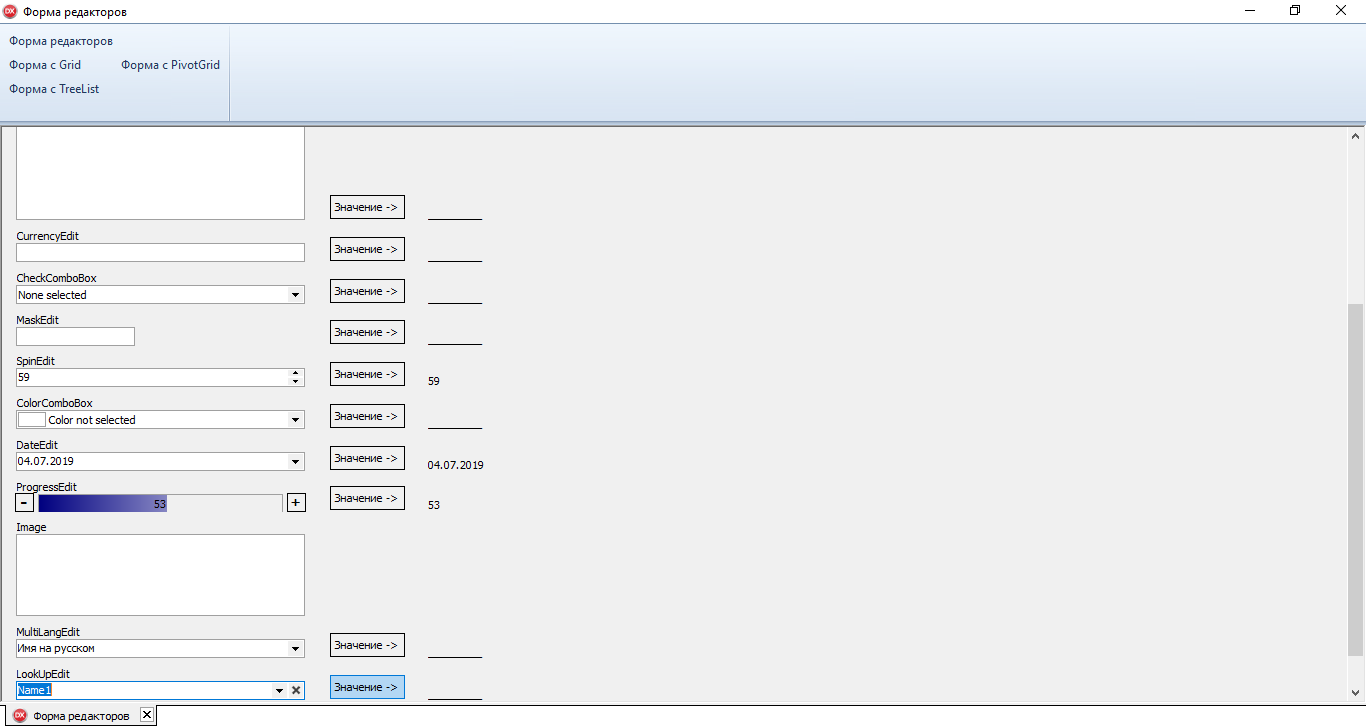 DX Форма редакторов
Форма редакторов
Форма с Grid Форма с PivotGrid
Форма с TreeList
Значение ->
CurrencyEdit
Значение ->
CheckComboBox
None selected Значение ->
MaskEdit
Значение ->
SpinEdit
59 Значение -> 59
ColorComboBox
Color not selected Значение ->
DateEdit
04.07.2019 Значение -> 04.07.2019
ProgressEdit
- 53 + Значение -> 53
Image
MultiLangEdit
Имя на русском Значение ->
LookUpEdit
Name1 Значение ->
DX Форма редакторов